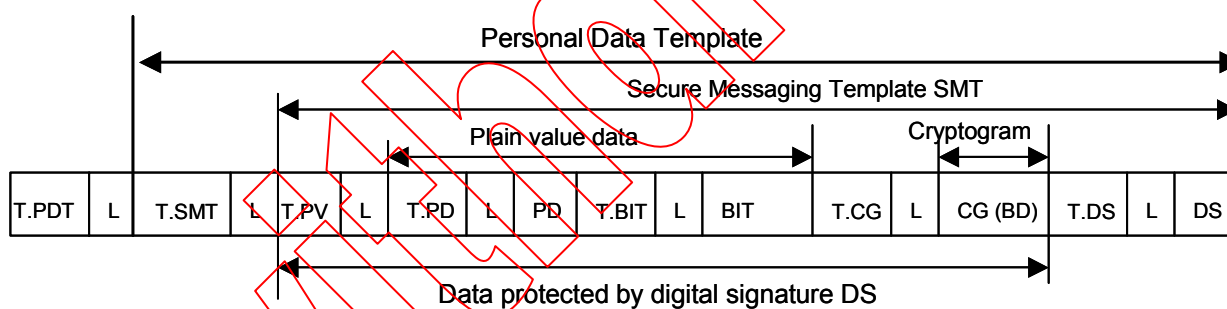 Personal Data Template
Secure Messaging Template SMT
Plain value data
Cryptogram
T.PDT L T.SMT L T.PV L T.PD L PD T.BIT L BIT T.CG L CG (BD) T.DS L DS
Data protected by digital signature DS